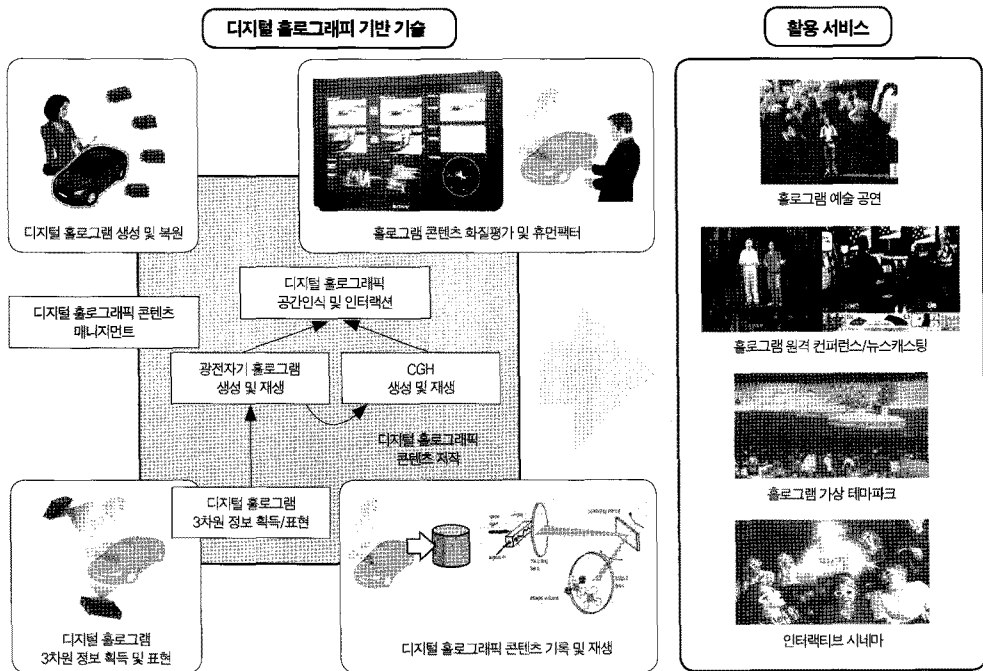 디지털 홀로그래피 기반 기술
활용 서비스
디지털 홀로그램 생성 및 복원
홀로그램 콘텐츠 화질평가 및 휴먼팩터
디지털 홀로그래픽
공간인식 및 인터랙션
디지털 홀로그래픽 콘텐츠
매니지먼트
광전자기 홀로그램
생성 및 재생
CGH
생성 및 재생
디지털 홀로그래픽
콘텐츠 저작
디지털 홀로그램
3차원 정보 획득/표현
디지털 홀로그램
3차원 정보 획득 및 표현
디지털 홀로그래픽 콘텐츠 기록 및 재생
홀로그램 예술 공연
홀로그램 원격 컨퍼런스/뉴스캐스팅
홀로그램 가상 테마파크
인터랙티브 시네마